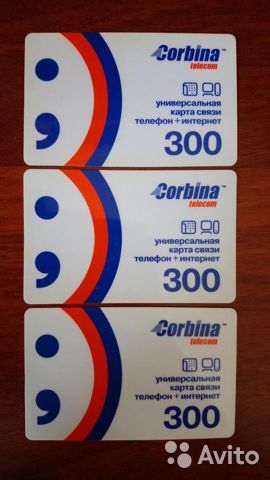 Corbina™
telecom
универсальная
карта связи
телефон + интернет
300
Corbina™
telecom
универсальная
карта связи
телефон + интернет
300
Corbina™
telecom
универсальная
карта связи
телефон + интернет
300
Avito